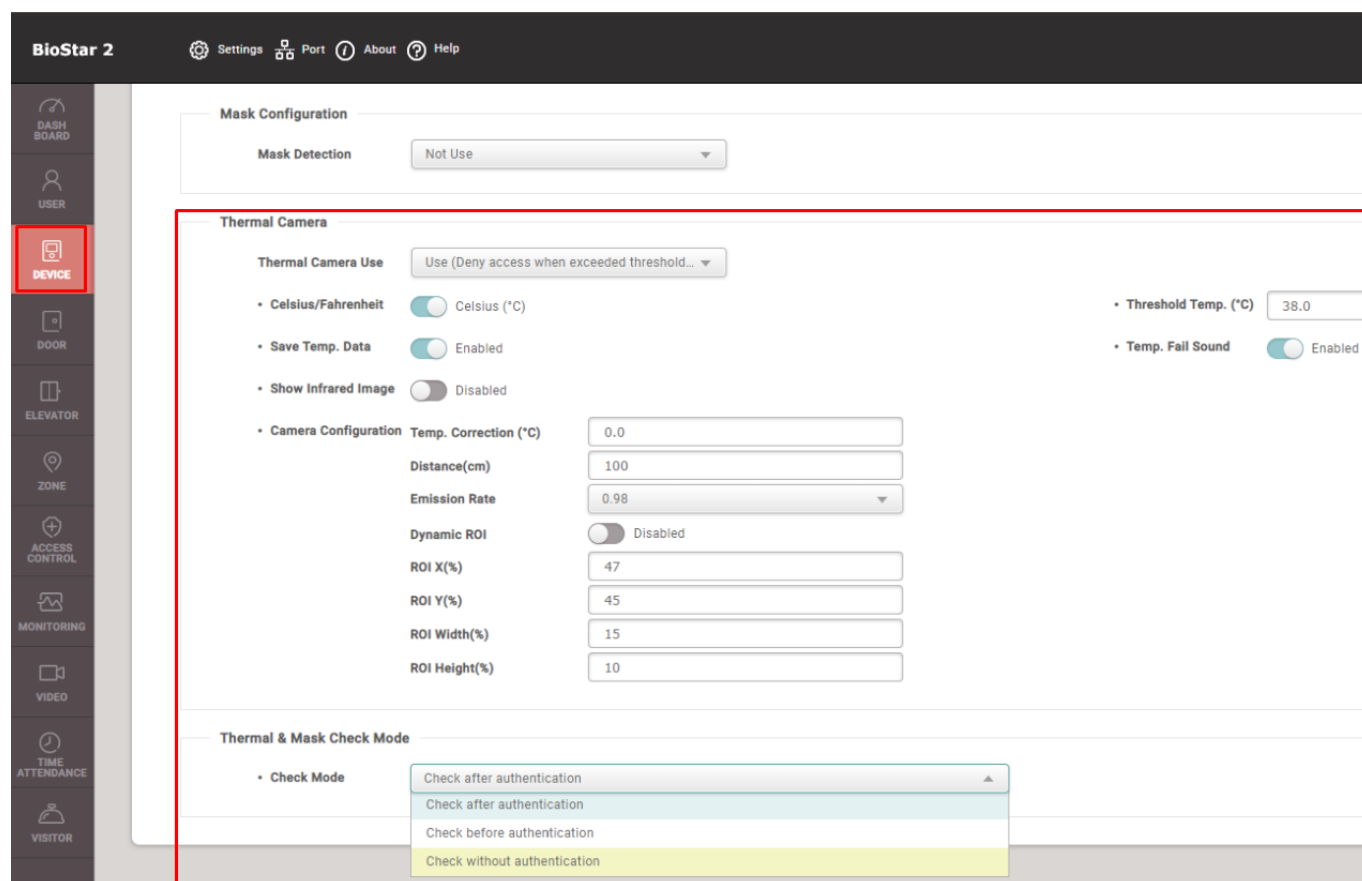 BioStar 2
Settings Port About Help
DASH
BOARD
USER
DEVICE
DOOR
ELEVATOR
ZONE
ACCESS
CONTROL
MONITORING
VIDEO
TIME
ATTENDANCE
VISITOR
Mask Configuration
Mask Detection Not Use
Thermal Camera
Thermal Camera Use Use (Deny access when exceeded threshold...
• Celsius/Fahrenheit Celsius (°C) • Threshold Temp. (°C) 38.0
• Save Temp. Data Enabled • Temp. Fail Sound Enabled
• Show Infrared Image Disabled
• Camera Configuration Temp. Correction (°C) 0.0
Distance(cm) 100
Emission Rate 0.98
Dynamic ROI Disabled
ROI X(%) 47
ROI Y(%) 45
ROI Width(%) 15
ROI Height(%) 10
Thermal & Mask Check Mode
• Check Mode Check after authentication
Check after authentication
Check before authentication
Check without authentication